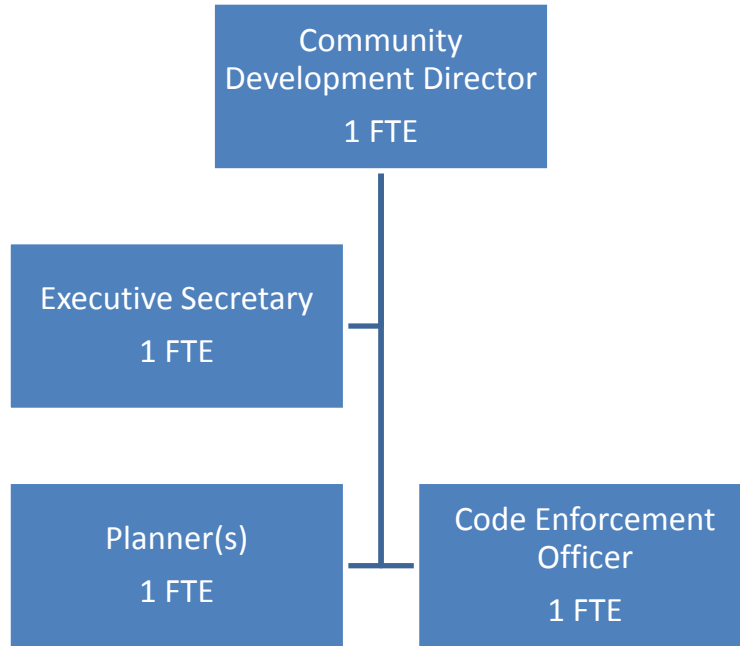 Community
Development Director
1 FTE
Executive Secretary
1 FTE
Planner(s)
1 FTE
Code Enforcement
Officer
1 FTE